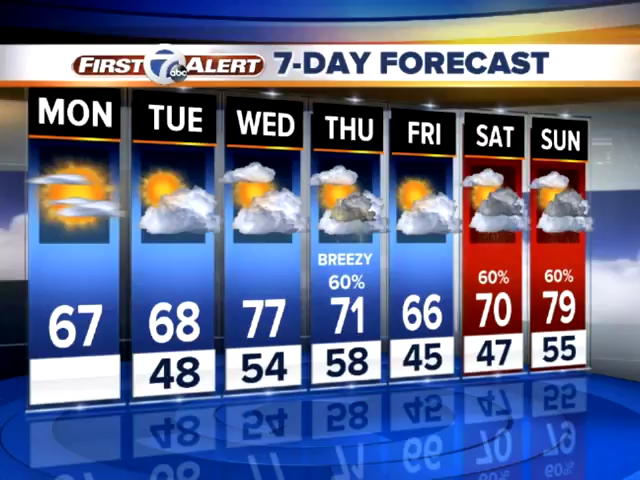 FIRST 7 abc ALERT 7-DAY FORECAST
MON TUE WED THU FRI SAT SUN
BREEZY
60% 60% 60%
67 68 77 71 66 70 79
48 54 58 45 47 55